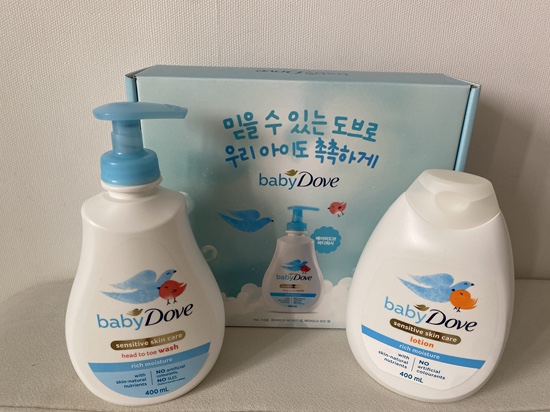 믿을 수 있는 도브로
우리 아이도 촉촉하게
baby Dove
baby Dove
sensitive skin care
head to toe wash
rich moisture
with
skin-natural
nutrients
NO artificial
colourants
400 mL
baby Dove
sensitive skin care
lotion
rich moisture
with
skin-natural
nutrients
NO
artificial
colourants
400 mL